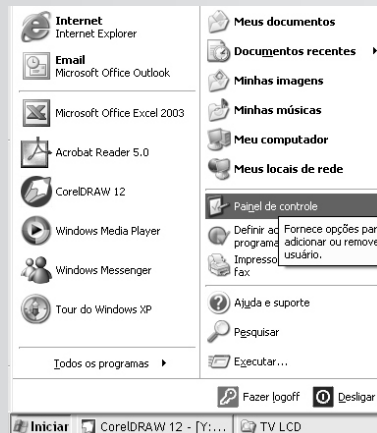 Internet
Internet Explorer
Email
Microsoft Office Outlook
Microsoft Office Excel 2003
Acrobat Reader 5.0
CorelDRAW 12
Windows Media Player
Windows Messenger
Tour do Windows XP
Todos os programas
Meus documentos
Documentos recentes
Minhas imagens
Minhas músicas
Meu computador
Meus locais de rede
Painel de controle
Definir
programa
Impresso
fax
Fornece opções par
adicionar ou remove
usuário.
Ajuda e suporte
Pesquisar
Executar...
Fazer logoff
Desligar
Iniciar
CorelDRAW 12 - [Y:...
TV LCD